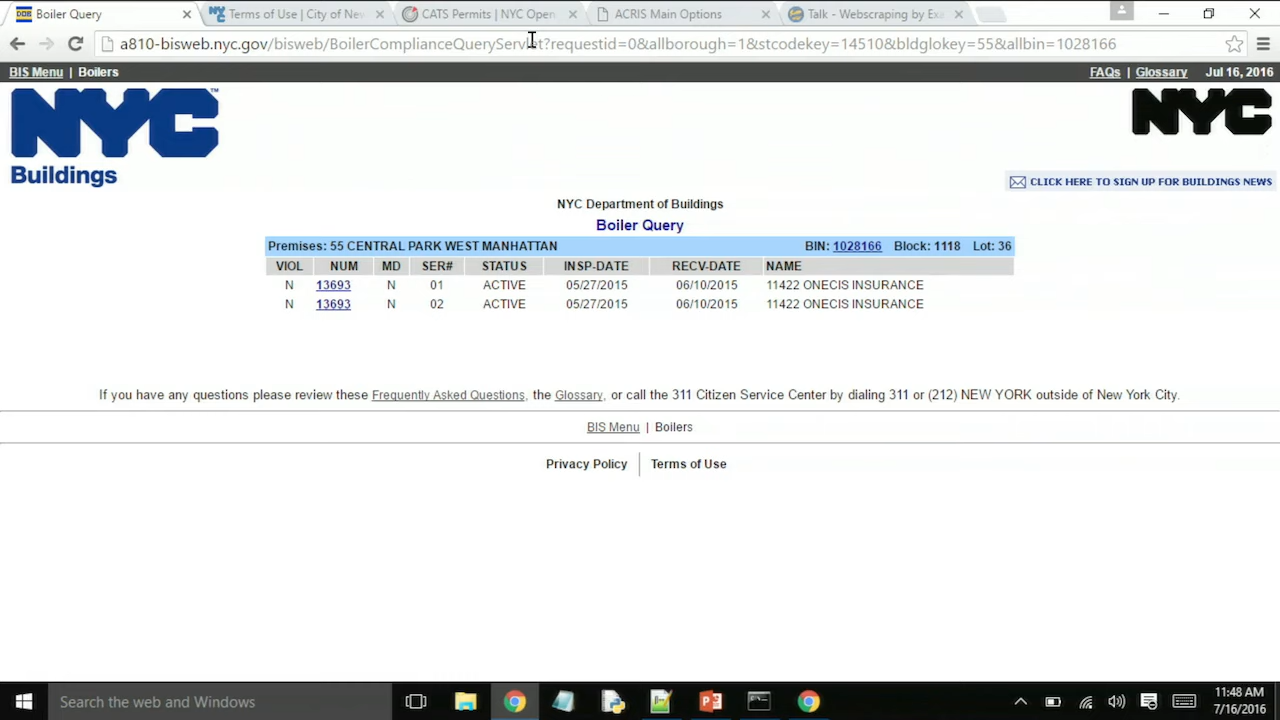 Boiler Query
Terms of Use | City of New
CATS Permits | NYC Open
ACRIS Main Options
Talk - Webscraping by Exa
a810-bisweb.nyc.gov/bisweb/BoilerComplianceQueryServlet?requestid=0&allborough=1&stcodekey=14510&bldglokey=55&allbin=1028166
BIS Menu | Boilers
FAQs | Glossary Jul 16, 2016
NYC™
Buildings
NYC
CLICK HERE TO SIGN UP FOR BUILDINGS NEWS
NYC Department of Buildings
Boiler Query
Premises: 55 CENTRAL PARK WEST MANHATTAN BIN: 1028166 Block: 1118 Lot: 36
VIOL NUM MD SER# STATUS INSP-DATE RECV-DATE NAME
N 13693 N 01 ACTIVE 05/27/2015 06/10/2015 11422 ONECIS INSURANCE
N 13693 N 02 ACTIVE 05/27/2015 06/10/2015 11422 ONECIS INSURANCE
If you have any questions please review these Frequently Asked Questions, the Glossary, or call the 311 Citizen Service Center by dialing 311 or (212) NEW YORK outside of New York City.
BIS Menu | Boilers
Privacy Policy | Terms of Use
Search the web and Windows
11:48 AM
7/16/2016